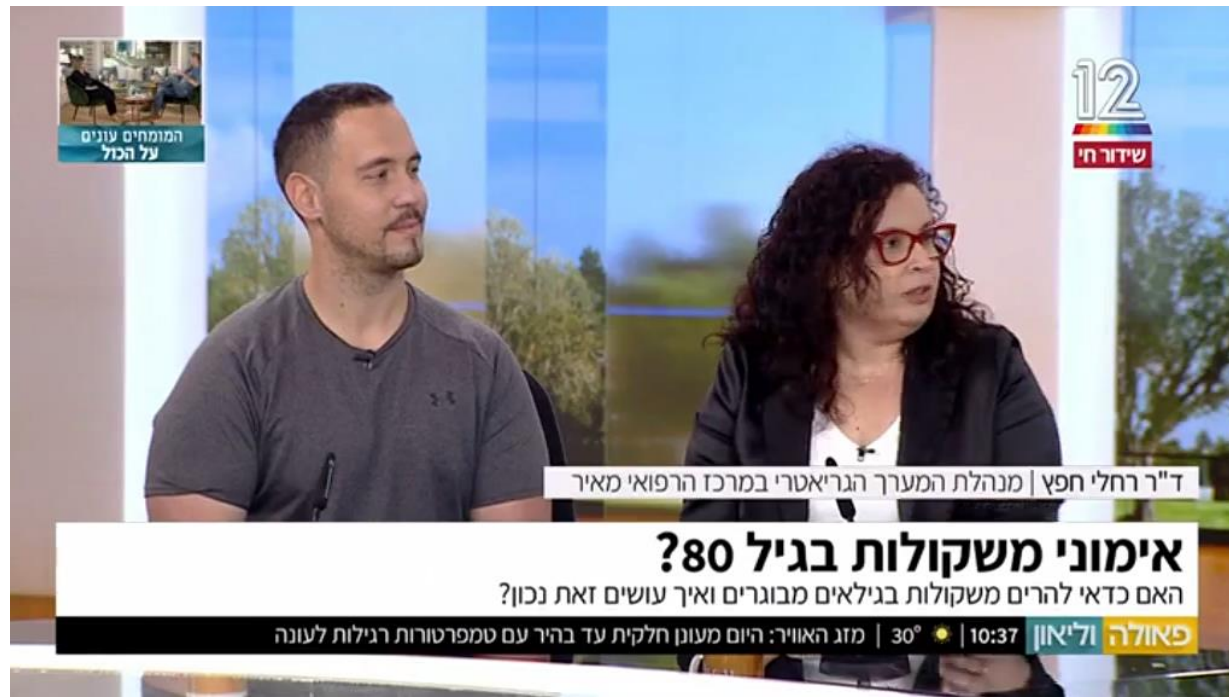 המומחים עונים
על הכול
12
שידור חי
ד"ר רחלי חפץ | מנהלת המערך הגריאטרי במרכז הרפואי מאיר
אימוני משקולות בגיל 80?
האם כדאי להרים משקולות בגילאים מבוגרים ואיך עושים זאת נכון?
פאולה וליאון 10:37 | 30° | מזג האוויר: היום מעונן חלקית עד בהיר עם טמפרטורות רגילות לעונה